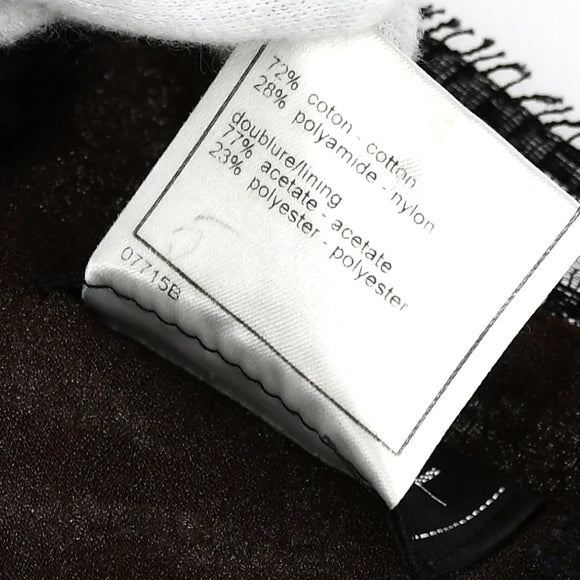 72% coton - cotton
28% polyamide - nylon
doublure/lining
77% acetate - acetate
23% polyester - polyester
07715B